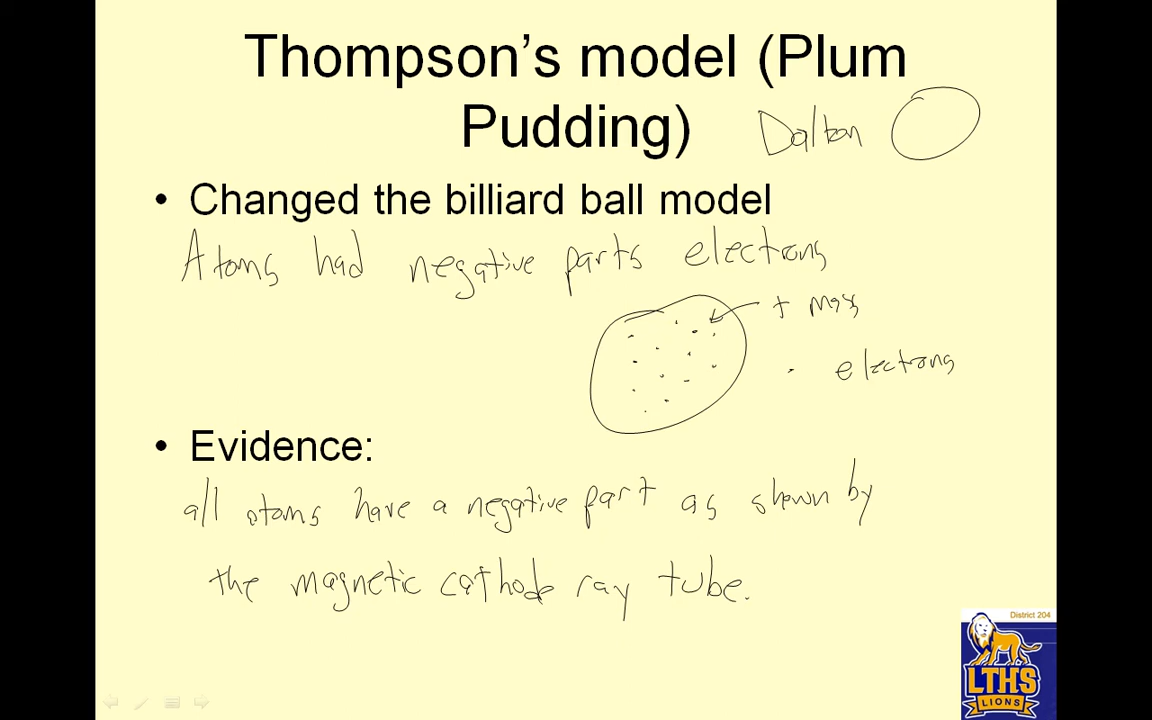 Thompson's model (Plum
Pudding)
Dalton
• Changed the billiard ball model
Atoms had negative parts electrons
+ mass
electrons
• Evidence:
all atoms have a negative part as shown by
the magnetic cathode ray tube.
District 204
LTHS
LIONS